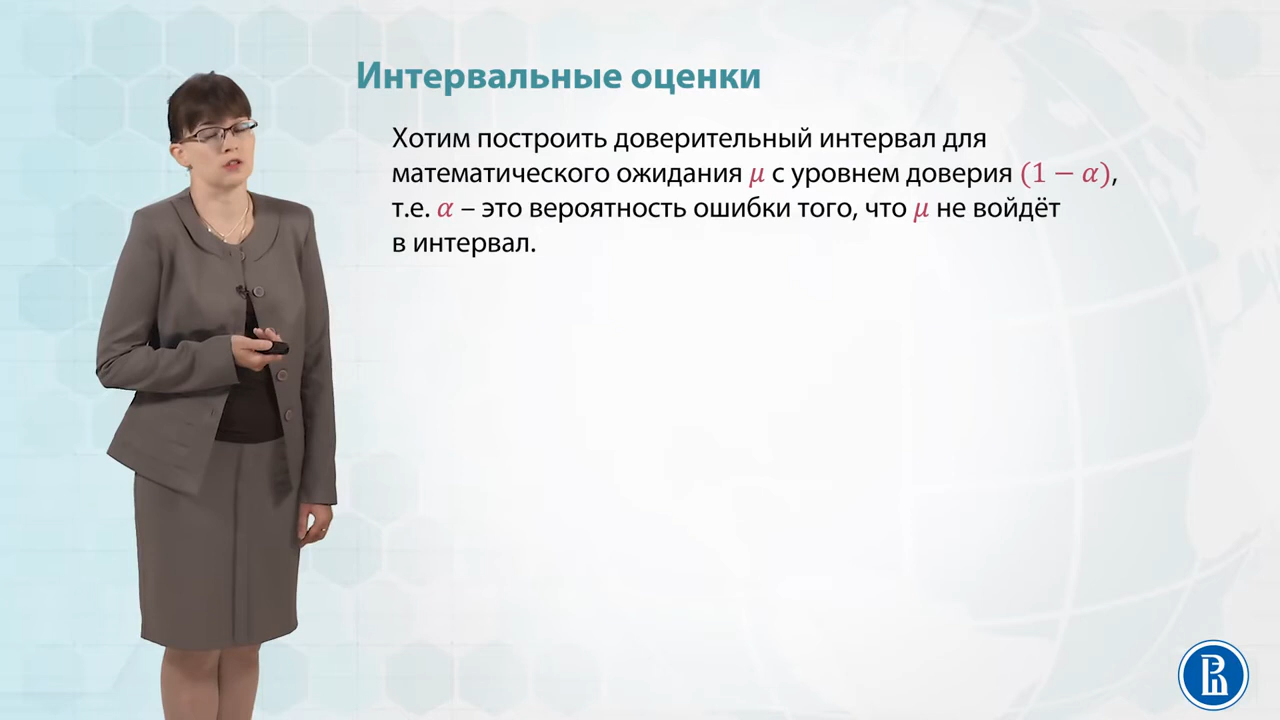 Интервальные оценки
Хотим построить доверительный интервал для
математического ожидания μ с уровнем доверия (1 − α),
т.е. α – это вероятность ошибки того, что μ не войдёт
в интервал.